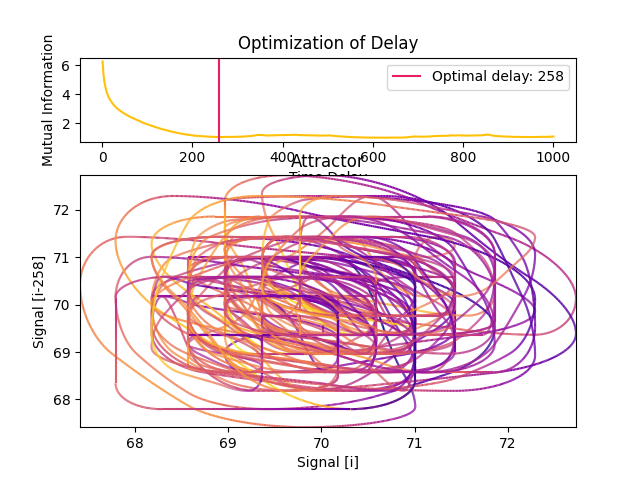 Optimization of Delay
Mutual Information
6
4
2
Optimal delay: 258
0 200 400 600 800 1000
Time Delay
Attractor
Signal [i-258]
72
71
70
69
68
68 69 70 71 72
Signal [i]